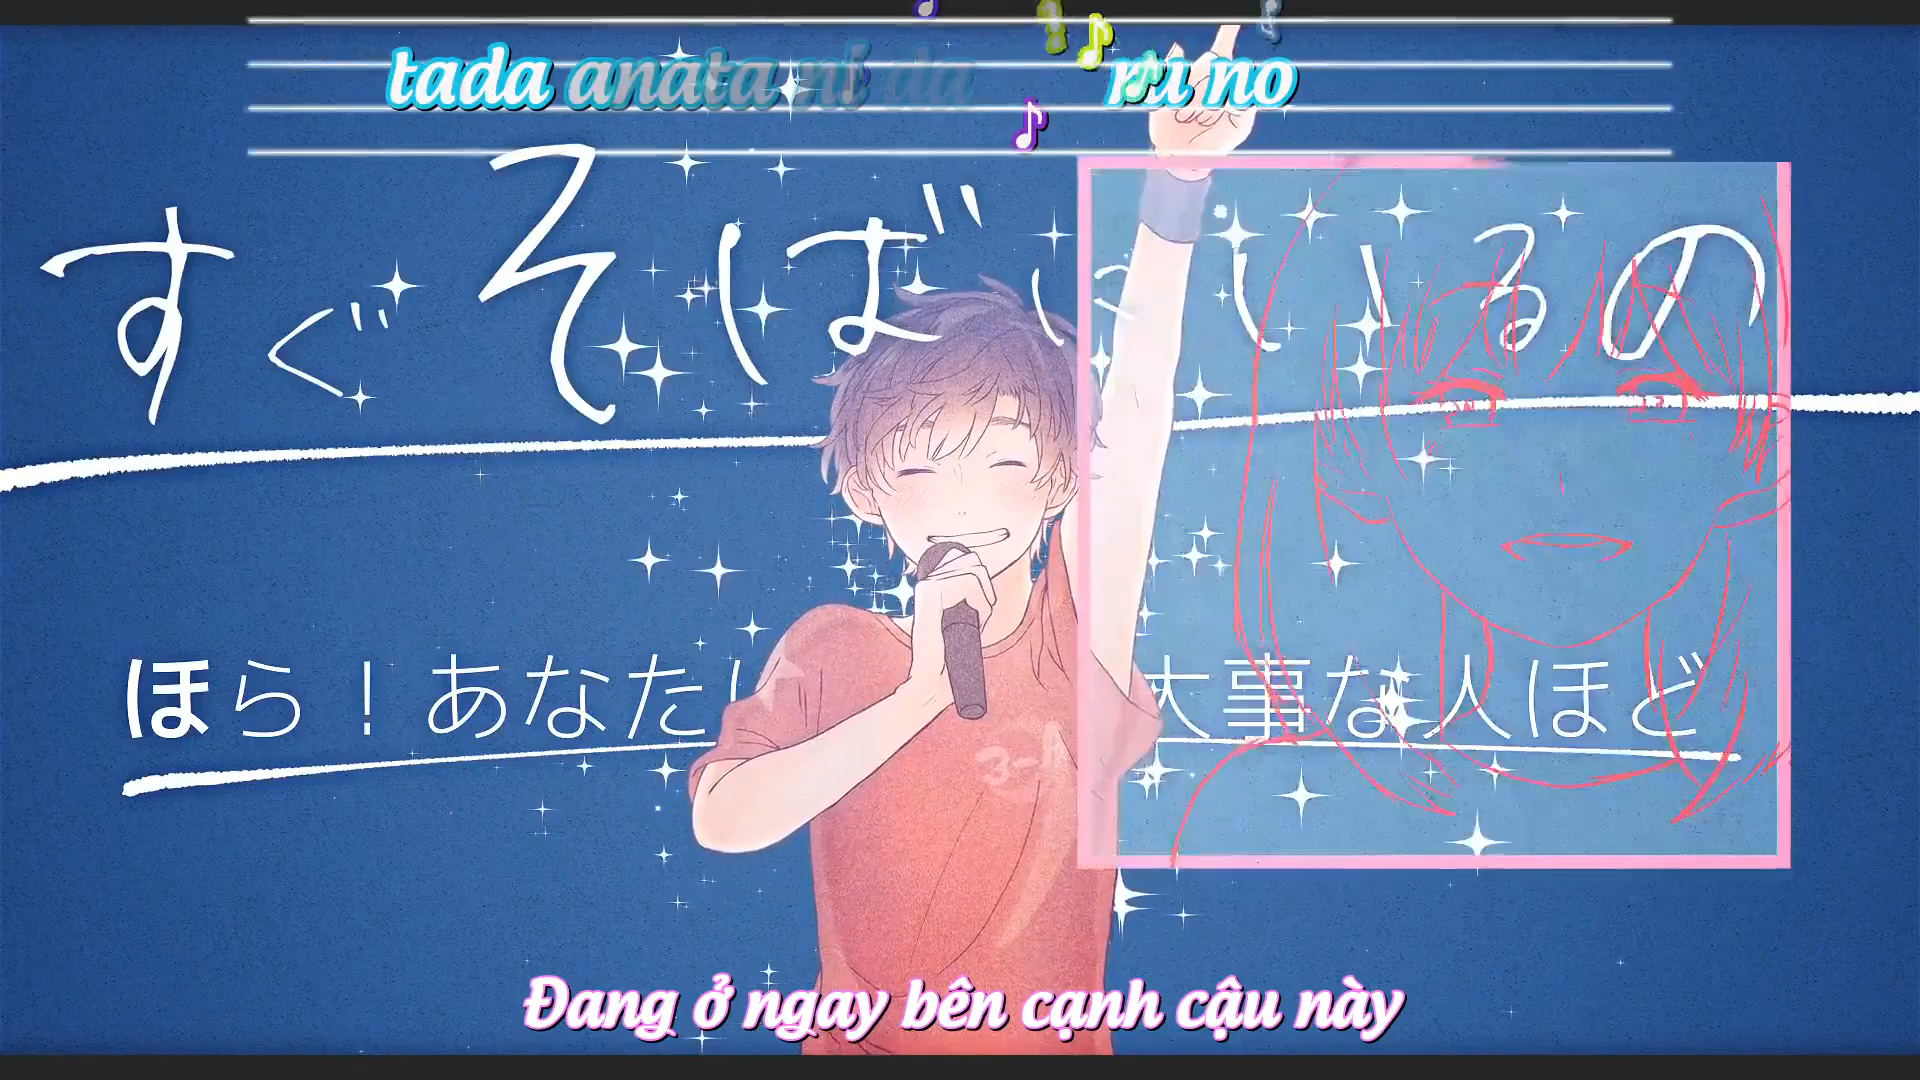 tada anata ni da ru no
すぐそばにいるの
ほら！あなたに 大事な人ほど
3-A
Đang ở ngay bên cạnh cậu này